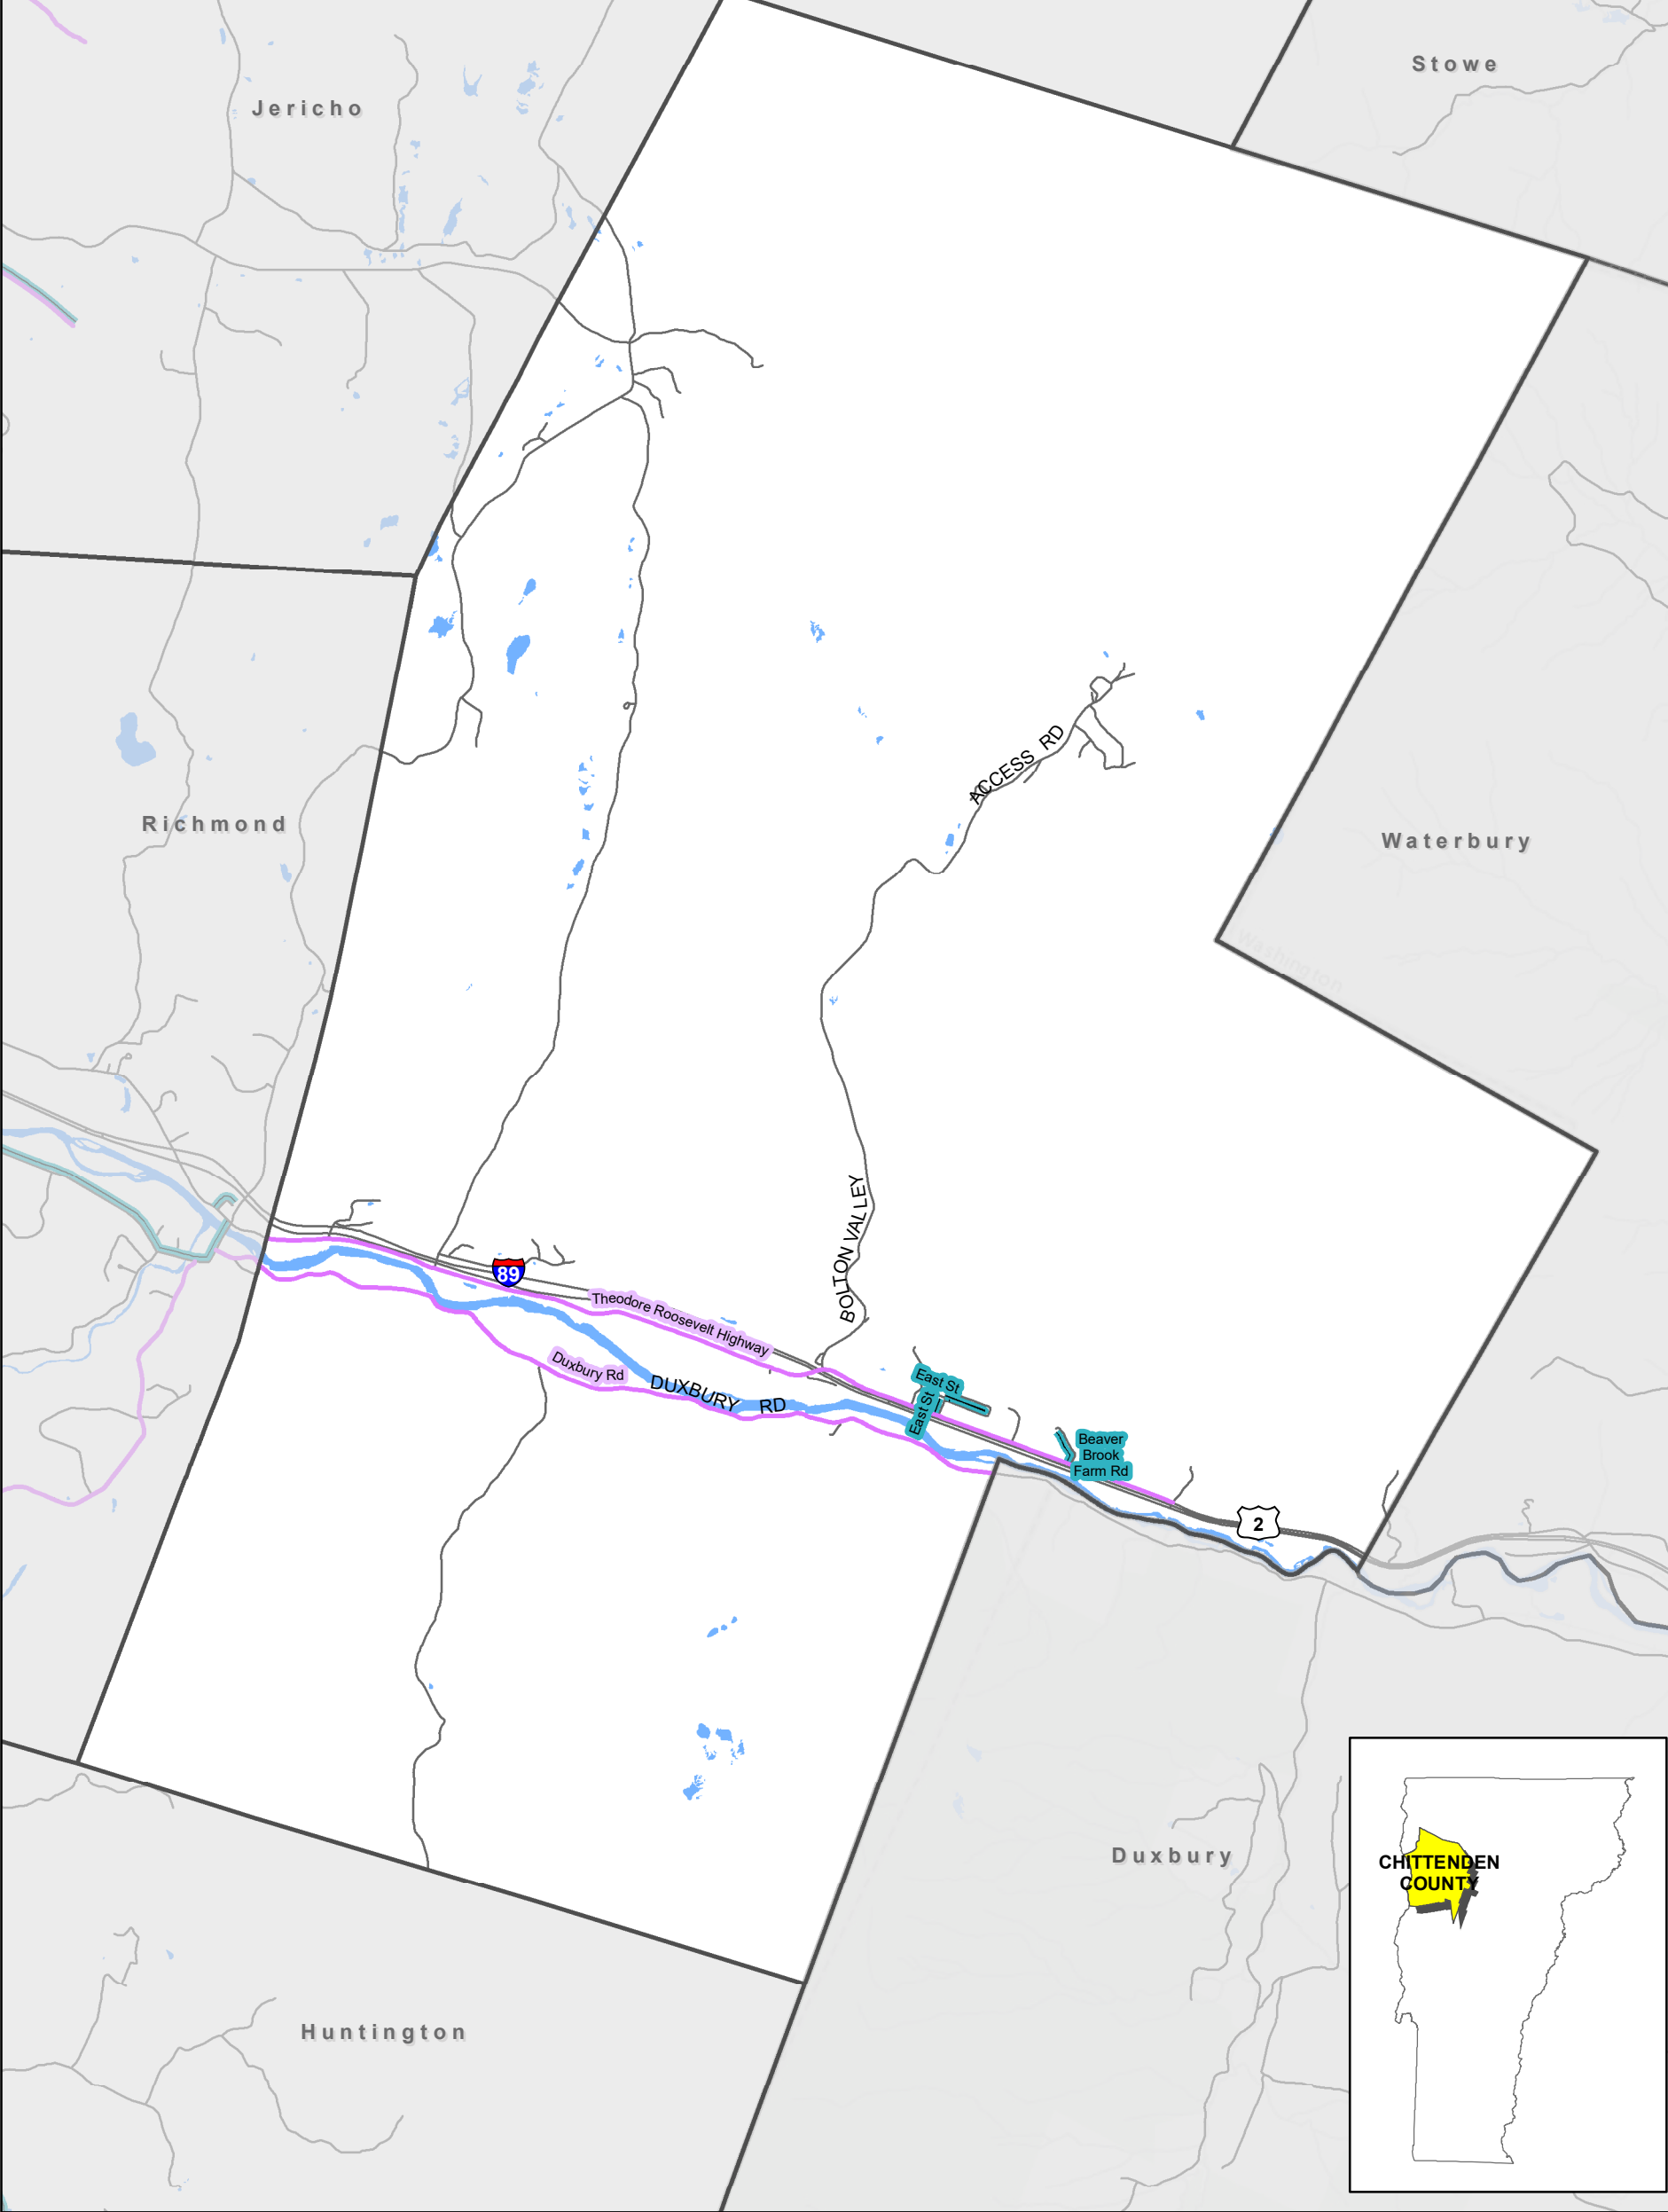 Stowe
Jericho
ACCESS RD
Richmond
Waterbury
Washington
BOLTON VALLEY
89
Theodore Roosevelt Highway
Duxbury Rd
DUXBURY RD
East St
East St
Beaver
Brook
Farm Rd
2
Duxbury
CHITTENDEN
COUNTY
Huntington